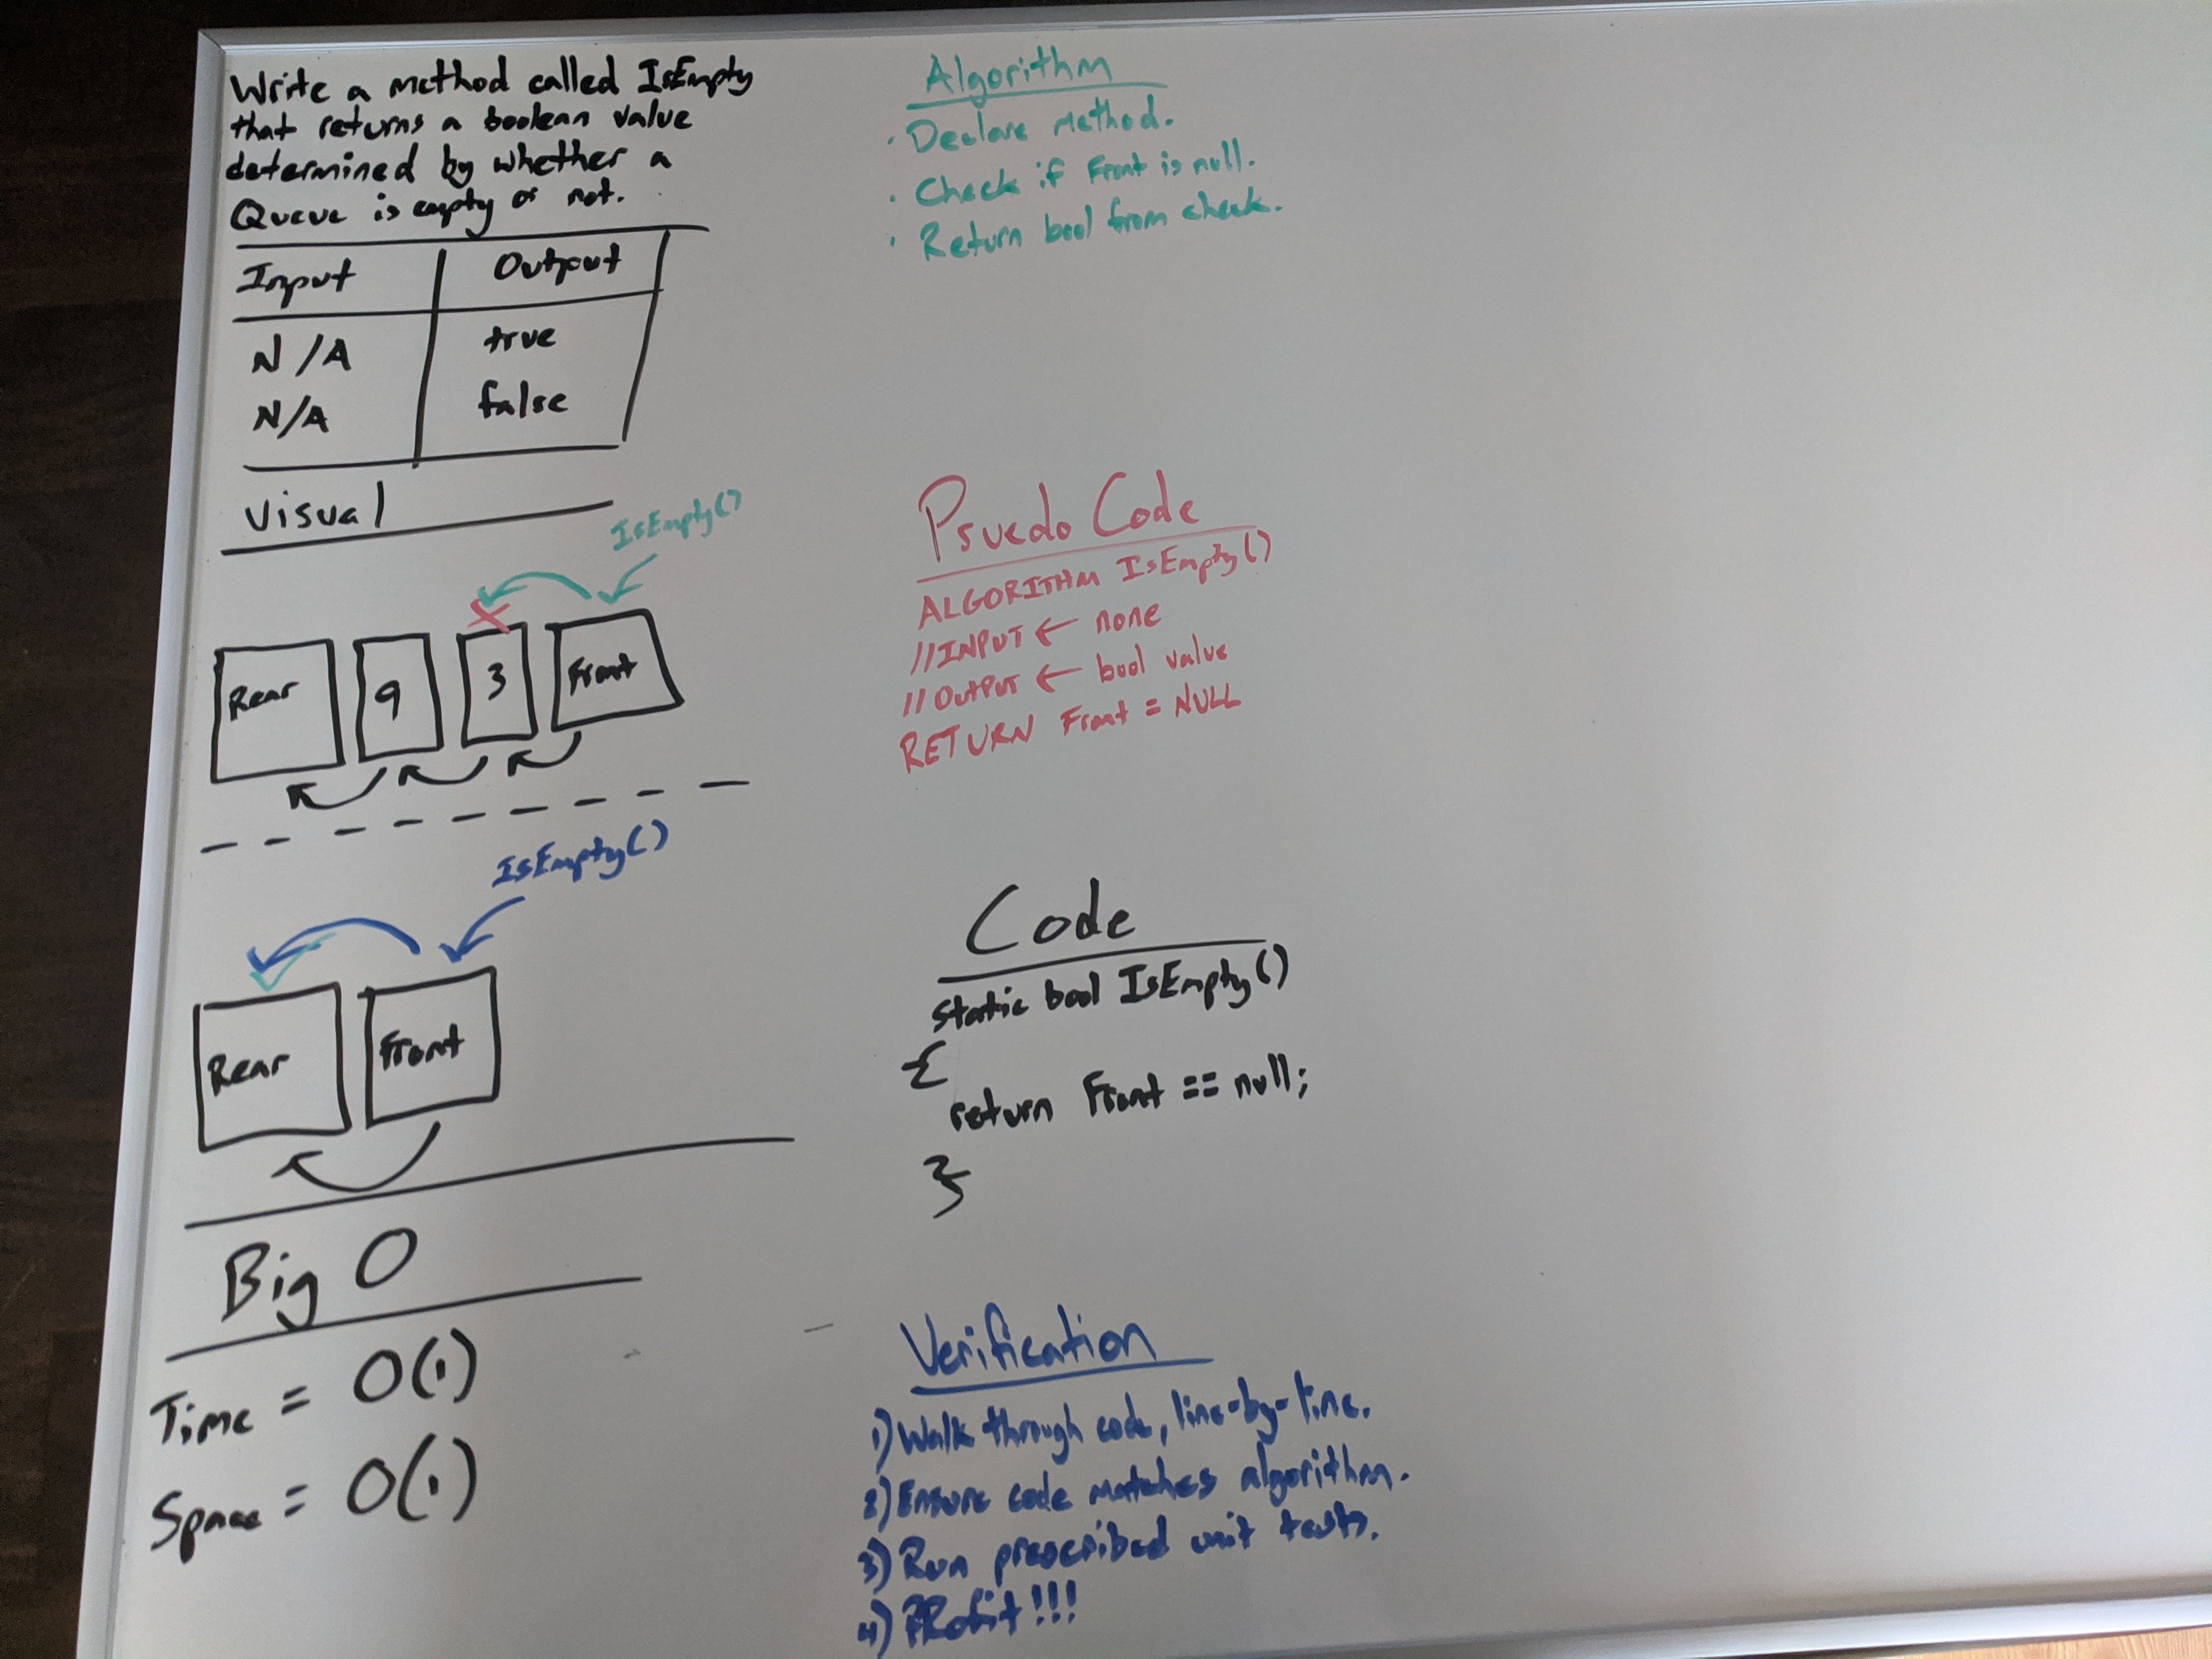 Write a method called IsEmpty
that returns a boolean value
determined by whether a
Queue is empty or not.
Input Output
N/A true
N/A false
Visual
IsEmpty()
Rear 9 3 Front
IsEmpty()
Rear Front
Big O
Time = O(1)
Space = O(1)
Algorithm
· Declare Method.
· Check if Front is null.
· Return bool from check.
Psuedo Code
ALGORITHM IsEmpty()
//INPUT ← none
//OUTPUT ← bool value
RETURN Front = NULL
Code
static bool IsEmpty()
{
return Front == null;
}
Verification
1) Walk through code, line-by-line.
2) Ensure code matches algorithm.
3) Run prescribed unit tests.
4) PRofit!!!